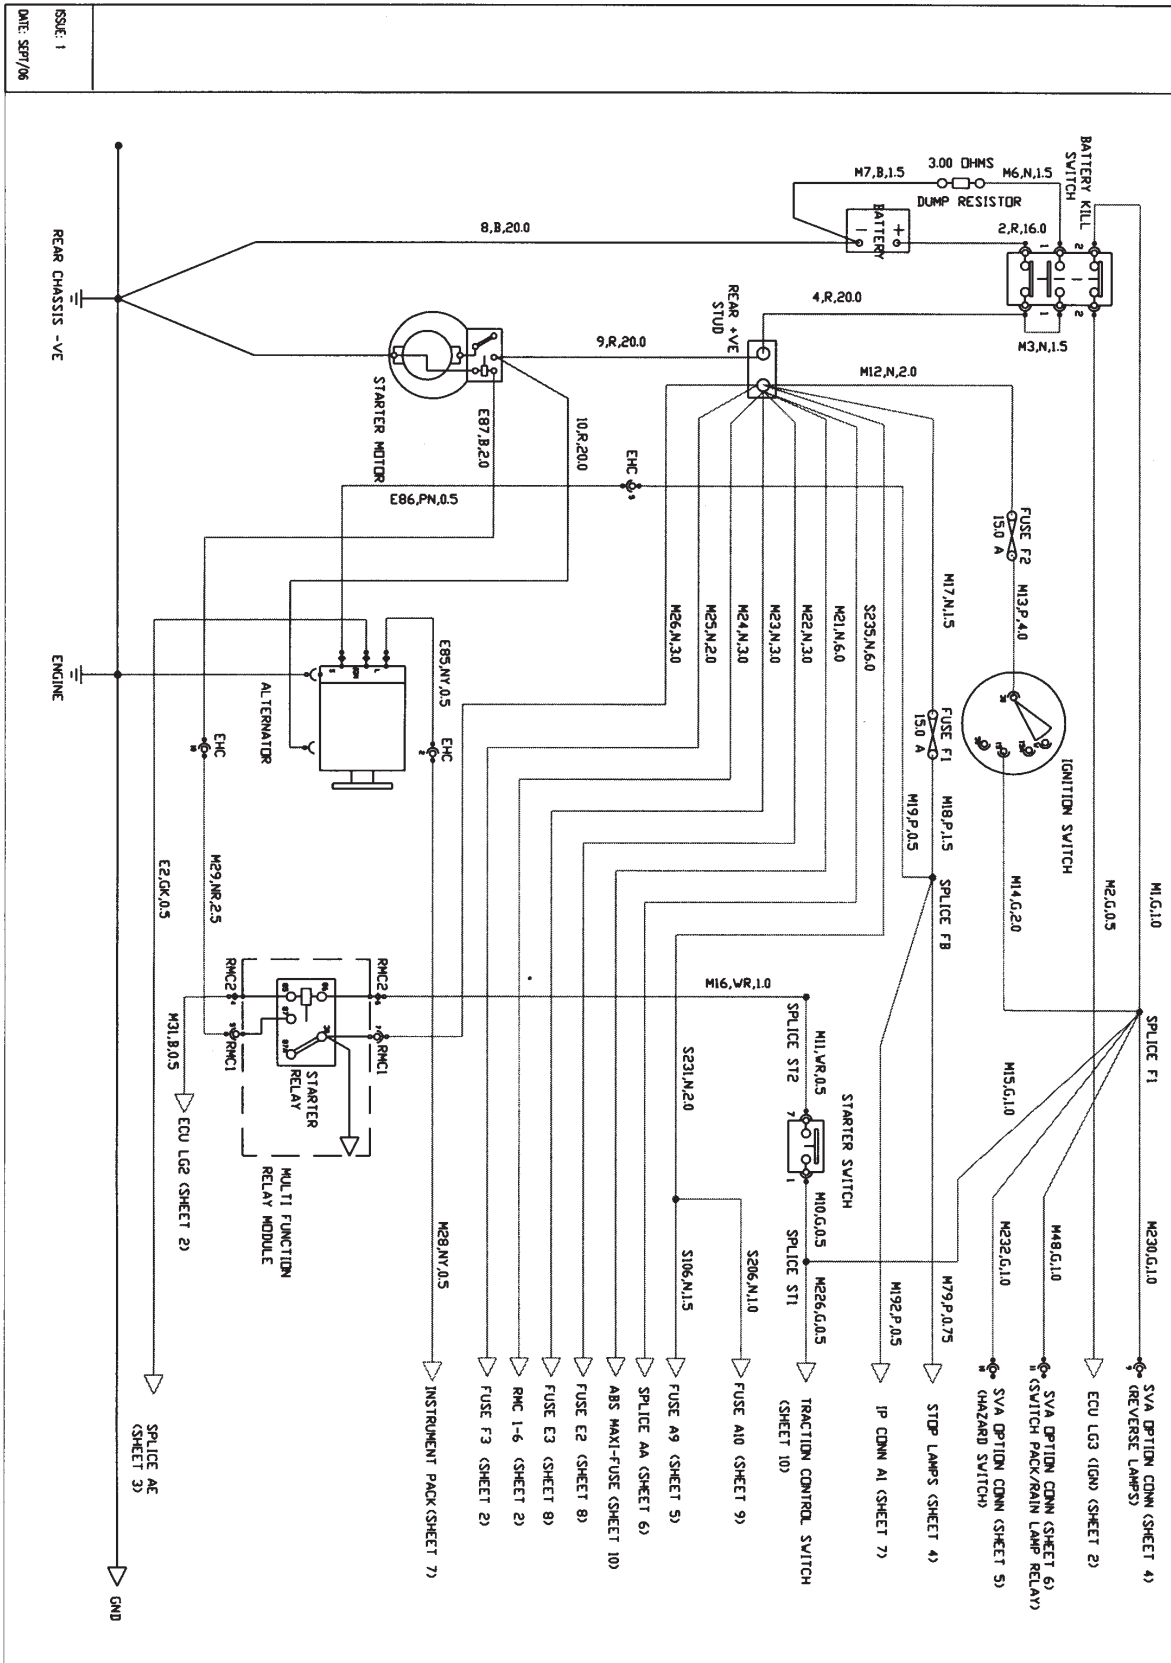 ISSUE: 1
DATE: SEPT/06
BATTERY KILL
SWITCH
3.00 OHMS
M7,B,1.5
M6,N,1.5
DUMP RESISTOR
BATTERY
+
-
2,R,16.0
1
2
1
2
8,B,20.0
4,R,20.0
M3,N,1.5
REAR +VE
STUD
REAR CHASSIS -VE
9,R,20.0
M12,N,2.0
STARTER MOTOR
E87,B,2.0
10,R,20.0
EHC
3
E86,PN,0.5
FUSE F2
15.0 A
M13,P,4.0
M17,N,1.5
S235,N,6.0
M21,N,6.0
M22,N,3.0
M23,N,3.0
M24,N,3.0
M25,N,2.0
M26,N,3.0
E85,NY,0.5
ENGINE
ALTERNATOR
S
IGN
L
EHC
2
EHC
FUSE F1
15.0 A
IGNITION SWITCH
M19,P,0.5
M18,P,1.5
SPLICE FB
M14,G,2.0
M2,G,0.5
M1,G,1.0
E2,GK,0.5
M29,NR,2.5
RMC2
RMC2
RMC1
RMC1
M31,B,0.5
STARTER
RELAY
MULTI FUNCTION
RELAY MODULE
ECU LG2 (SHEET 2)
M16,WR,1.0
SPLICE ST2
M11,WR,0.5
7
STARTER SWITCH
1
M10,G,0.5
SPLICE ST1
M226,G,0.5
SPLICE F1
M15,G,1.0
S231,N,2.0
S106,N,1.5
S206,N,1.0
M28,NY,0.5
M192,P,0.5
M79,P,0.75
M232,G,1.0
M48,G,1.0
M230,G,1.0
SVA OPTION CONN (SHEET 4)
(REVERSE LAMPS)
ECU LG3 (IGN) (SHEET 2)
SVA OPTION CONN (SHEET 6)
(SWITCH PACK/RAIN LAMP RELAY)
SVA OPTION CONN (SHEET 5)
(HAZARD SWITCH)
STOP LAMPS (SHEET 4)
IP CONN A1 (SHEET 7)
TRACTION CONTROL SWITCH
(SHEET 10)
FUSE A10 (SHEET 9)
FUSE A9 (SHEET 5)
SPLICE AA (SHEET 6)
ABS MAXI-FUSE (SHEET 10)
FUSE E2 (SHEET 8)
FUSE E3 (SHEET 8)
RMC 1-6 (SHEET 2)
FUSE F3 (SHEET 2)
INSTRUMENT PACK (SHEET 7)
SPLICE AE
(SHEET 3)
GND